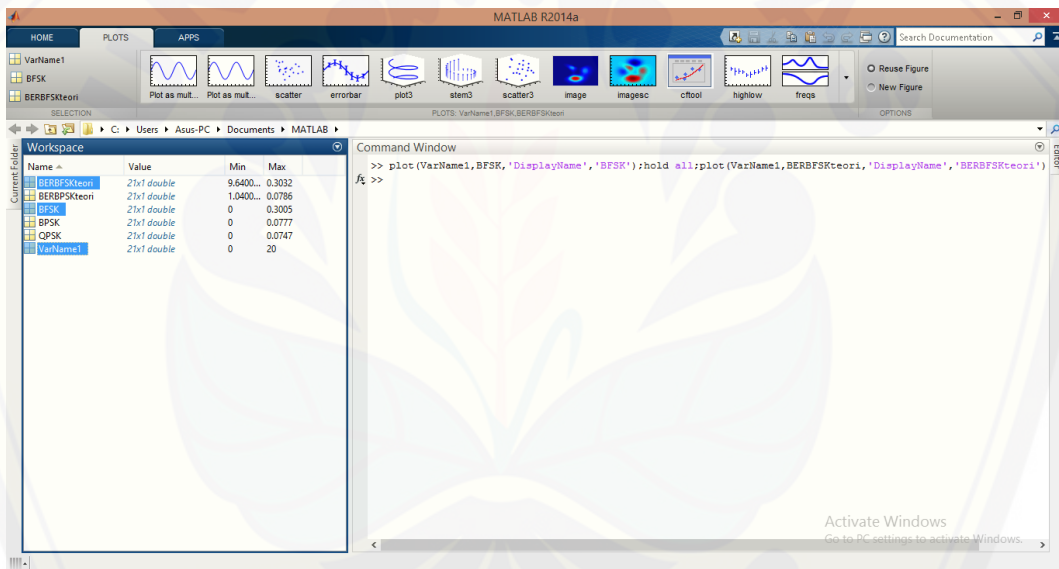 MATLAB R2014a
HOME PLOTS APPS
Search Documentation
VarName1
BFSK
BERBFSKteori
Plot as mult... Plot as mult... scatter errorbar plot3 stem3 scatter3 image imagesc cftool highlow freqs
Reuse Figure
New Figure
SELECTION PLOTS: VarName1,BFSK,BERBFSKteori OPTIONS
C: Users Asus-PC Documents MATLAB
Current Folder
Workspace
Name Value Min Max
BERBFSKteori 21x1 double 9.6400... 0.3032
BERBPSKteori 21x1 double 1.0400... 0.0786
BFSK 21x1 double 0 0.3005
BPSK 21x1 double 0 0.0777
QPSK 21x1 double 0 0.0747
VarName1 21x1 double 0 20
Command Window
>> plot(VarName1,BFSK,'DisplayName','BFSK');hold all;plot(VarName1,BERBFSKteori,'DisplayName','BERBFSKteori')
fx >>
Editor
Activate Windows
Go to PC settings to activate Windows.